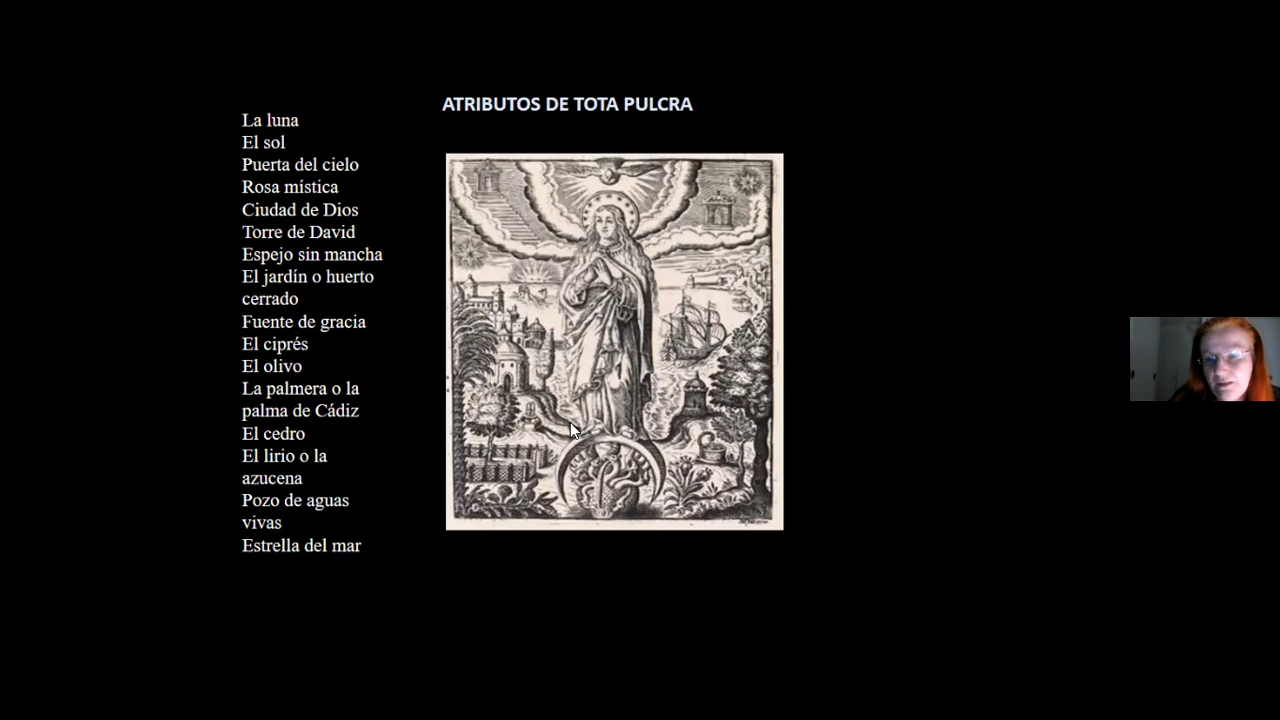 ATRIBUTOS DE TOTA PULCRA
La luna
El sol
Puerta del cielo
Rosa mística
Ciudad de Dios
Torre de David
Espejo sin mancha
El jardín o huerto
cerrado
Fuente de gracia
El ciprés
El olivo
La palmera o la
palma de Cádiz
El cedro
El lirio o la
azucena
Pozo de aguas
vivas
Estrella del mar